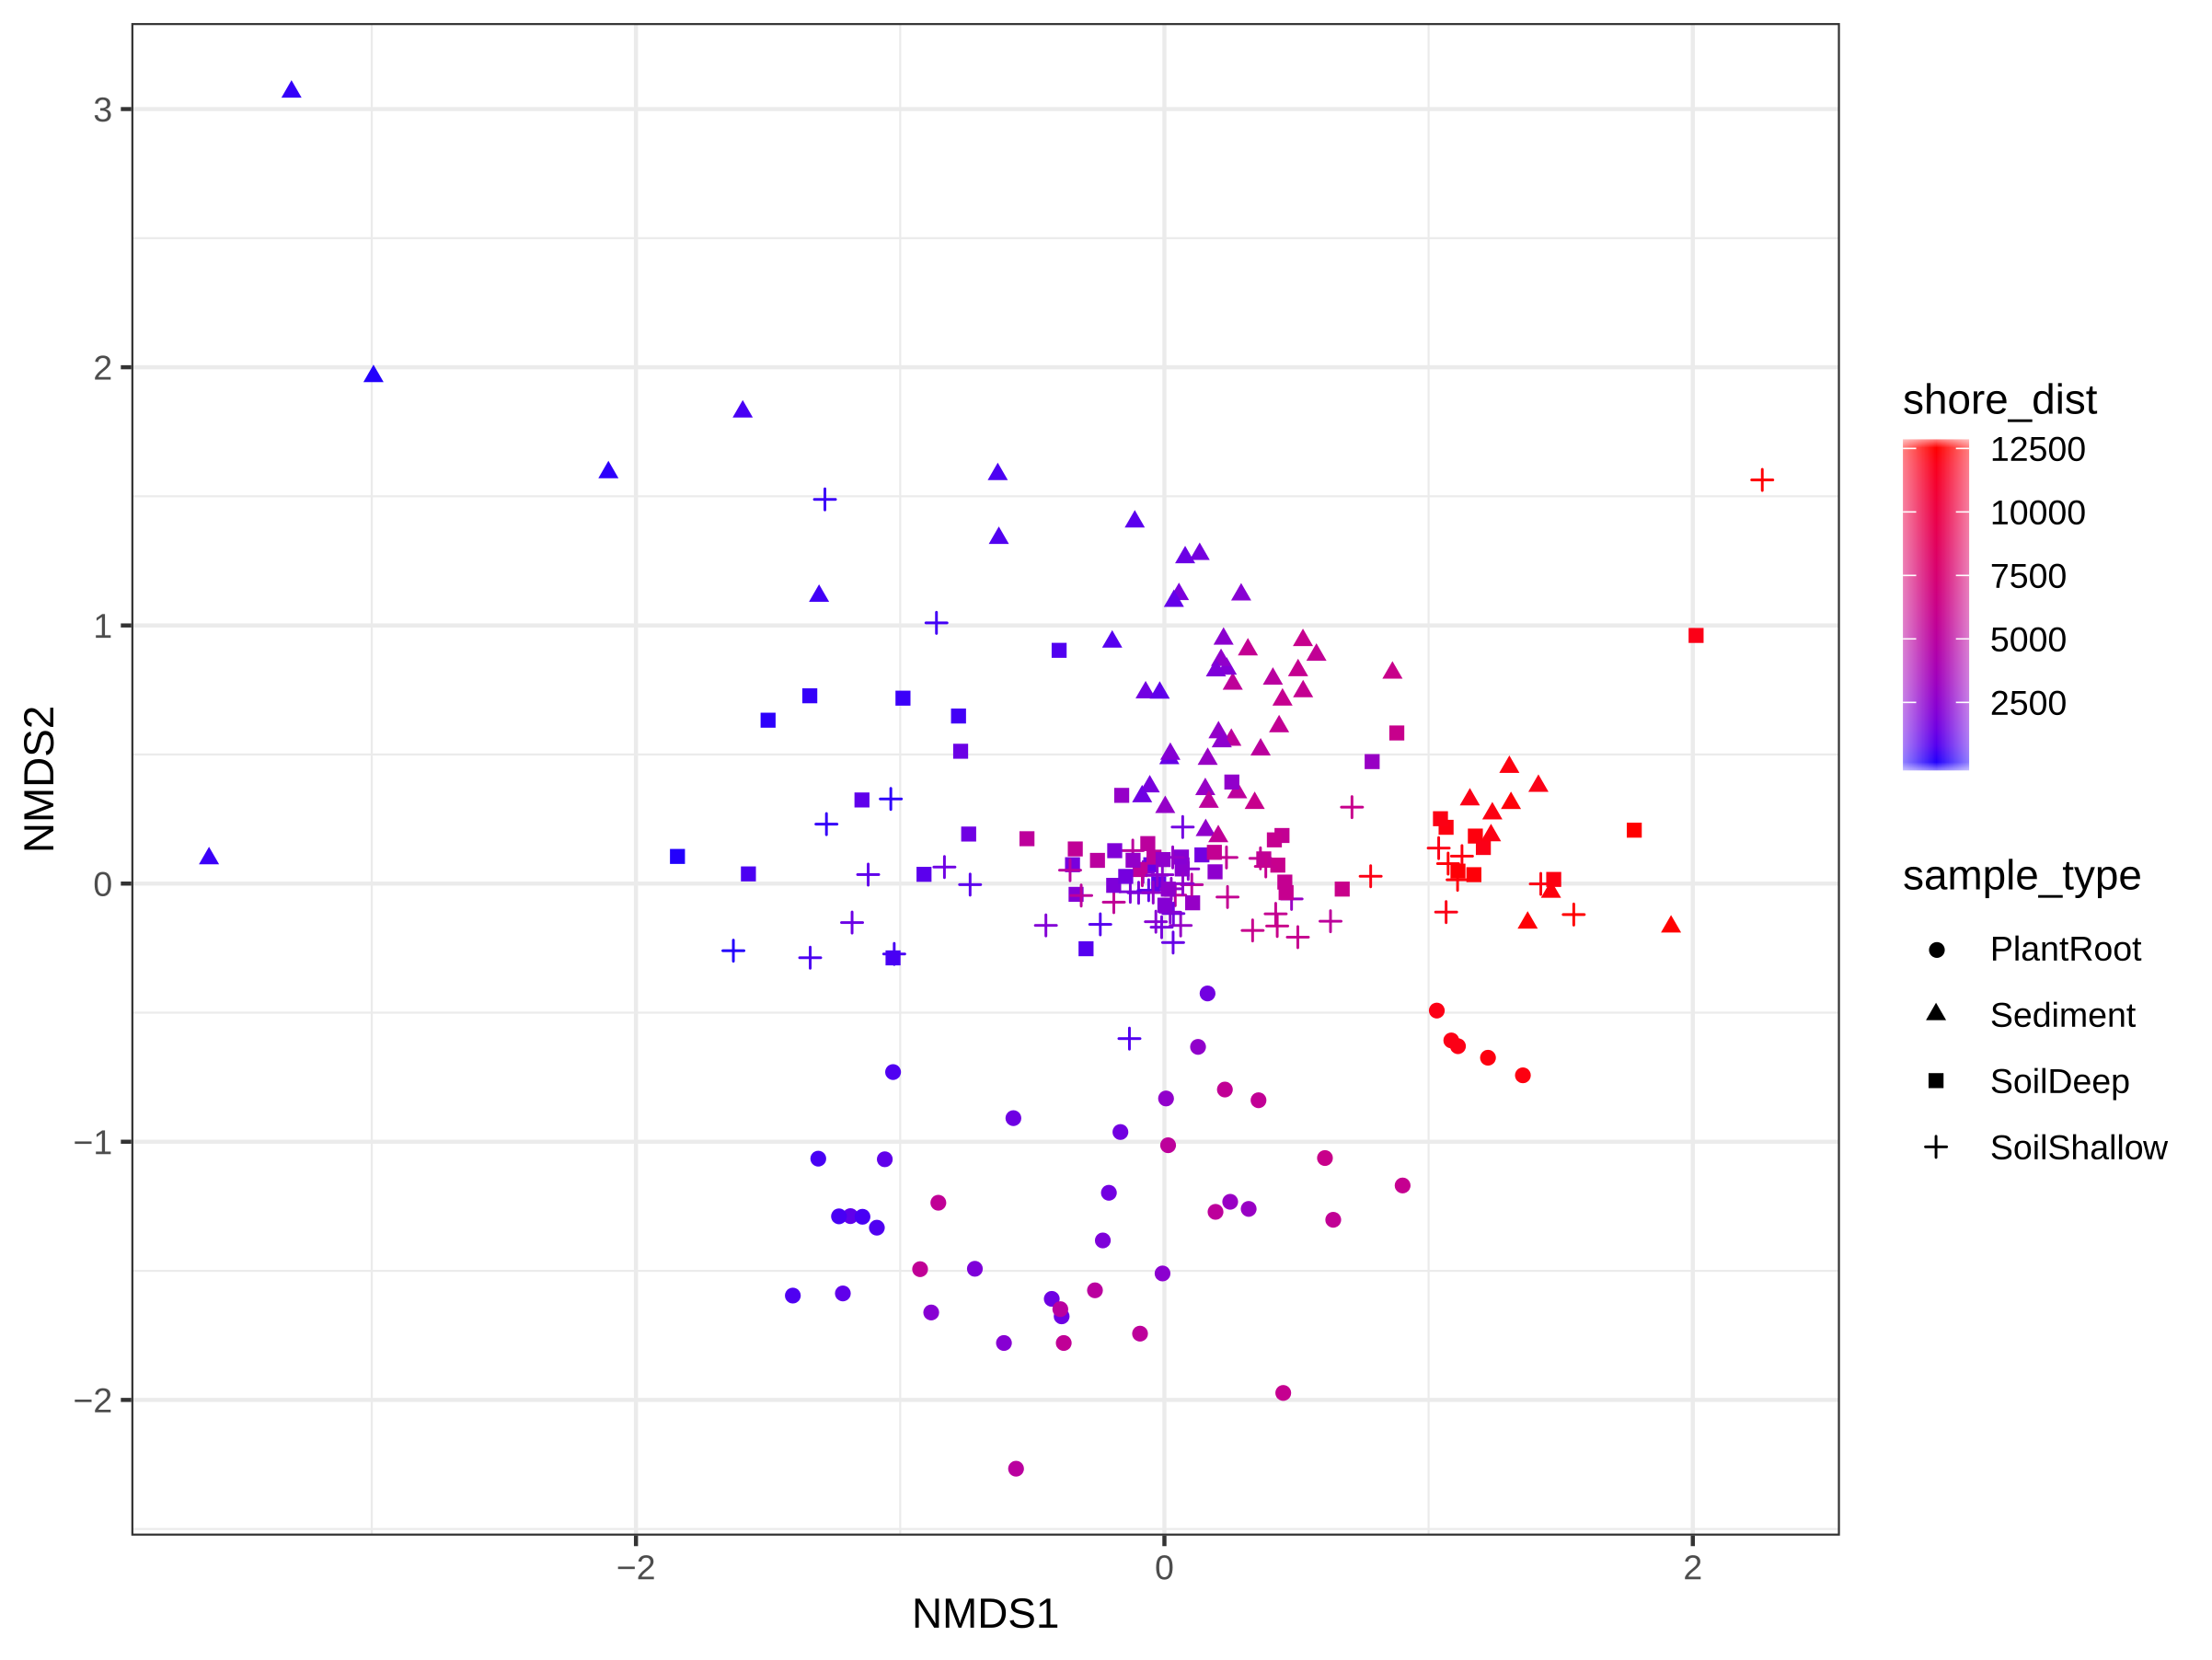 3
2
1
0
−1
−2
NMDS2
−2
0
2
NMDS1
shore_dist
12500
10000
7500
5000
2500
sample_type
PlantRoot
Sediment
SoilDeep
SoilShallow